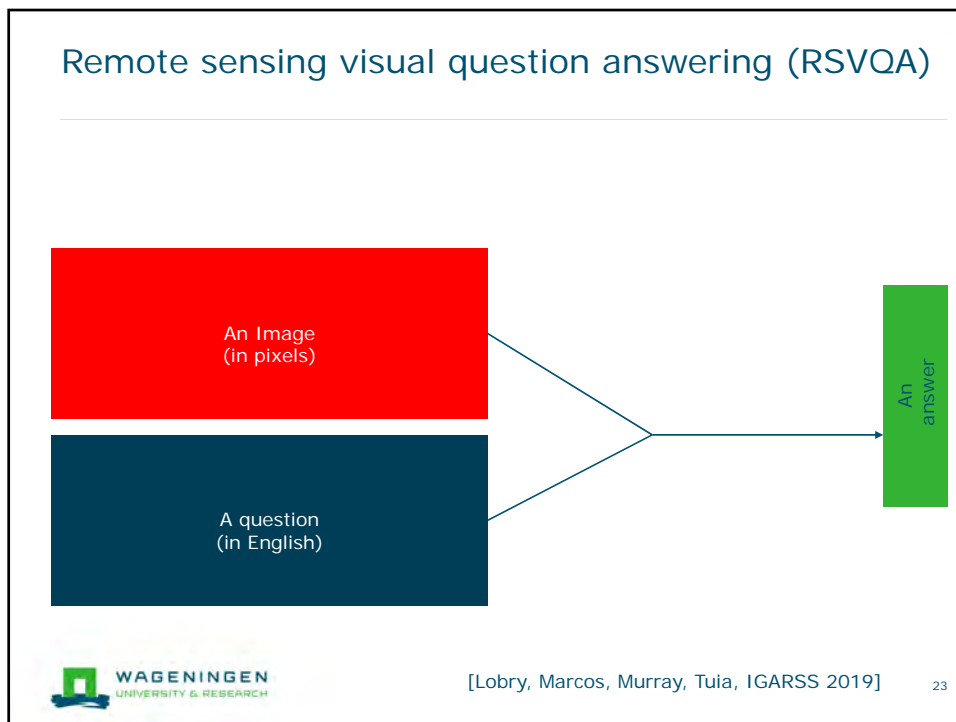 Remote sensing visual question answering (RSVQA)
An Image
(in pixels)
An
answer
A question
(in English)
WAGENINGEN
UNIVERSITY & RESEARCH
[Lobry, Marcos, Murray, Tuia, IGARSS 2019]
23